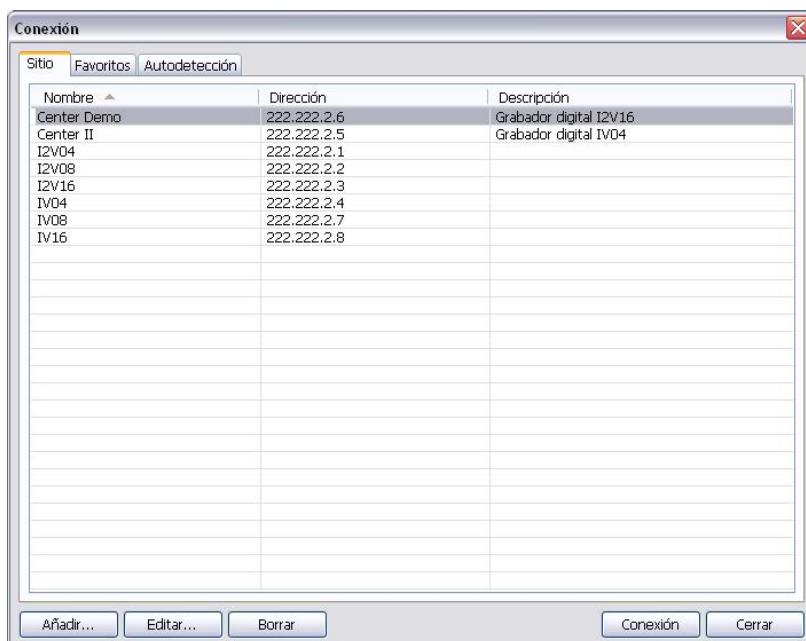 Conexión
Sitio Favoritos Autodetección
Nombre Dirección Descripción
Center Demo 222.222.2.6 Grabador digital I2V16
Center II 222.222.2.5 Grabador digital IV04
I2V04 222.222.2.1
I2V08 222.222.2.2
I2V16 222.222.2.3
IV04 222.222.2.4
IV08 222.222.2.7
IV16 222.222.2.8
Añadir... Editar... Borrar Conexión Cerrar